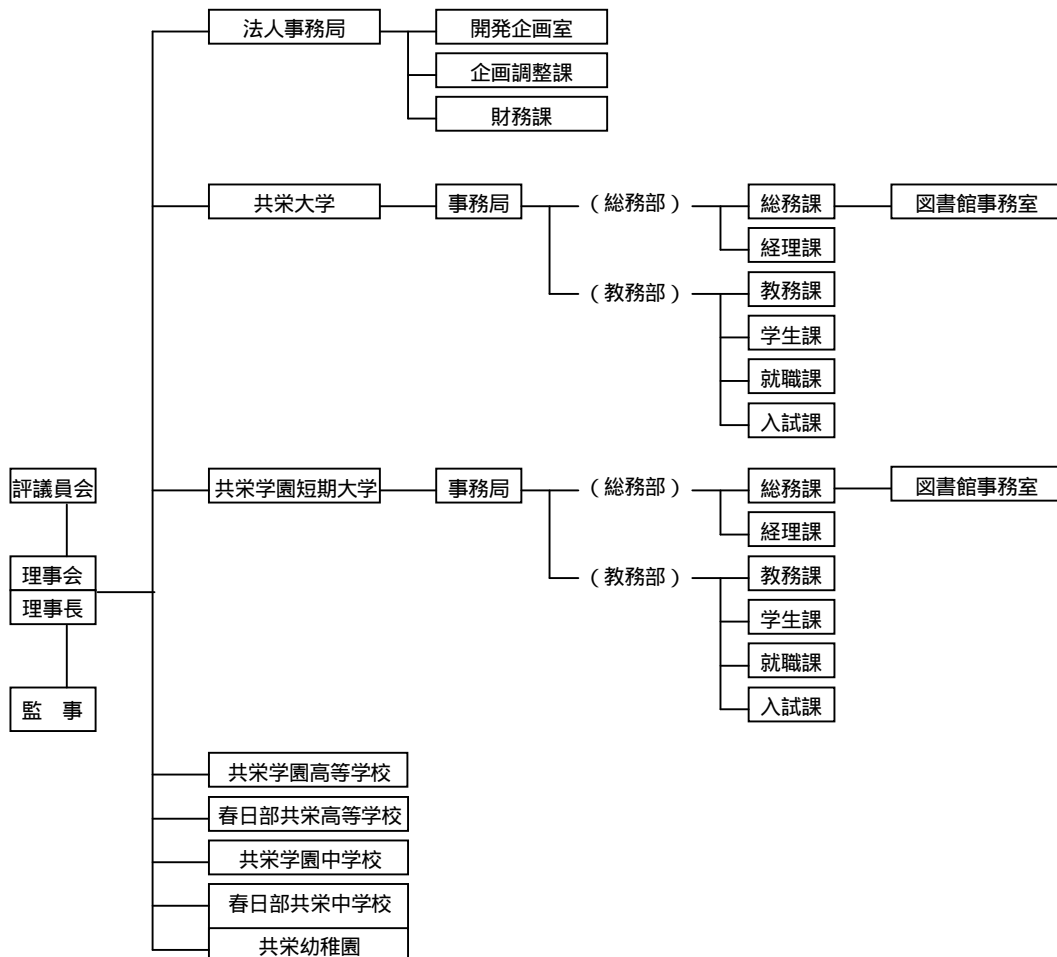 法人事務局
開発企画室
企画調整課
財務課
共栄大学
事務局
（総務部）
総務課
図書館事務室
経理課
（教務部）
教務課
学生課
就職課
入試課
評議員会
理事会
理事長
監　事
共栄学園短期大学
事務局
（総務部）
総務課
図書館事務室
経理課
（教務部）
教務課
学生課
就職課
入試課
共栄学園高等学校
春日部共栄高等学校
共栄学園中学校
春日部共栄中学校
共栄幼稚園